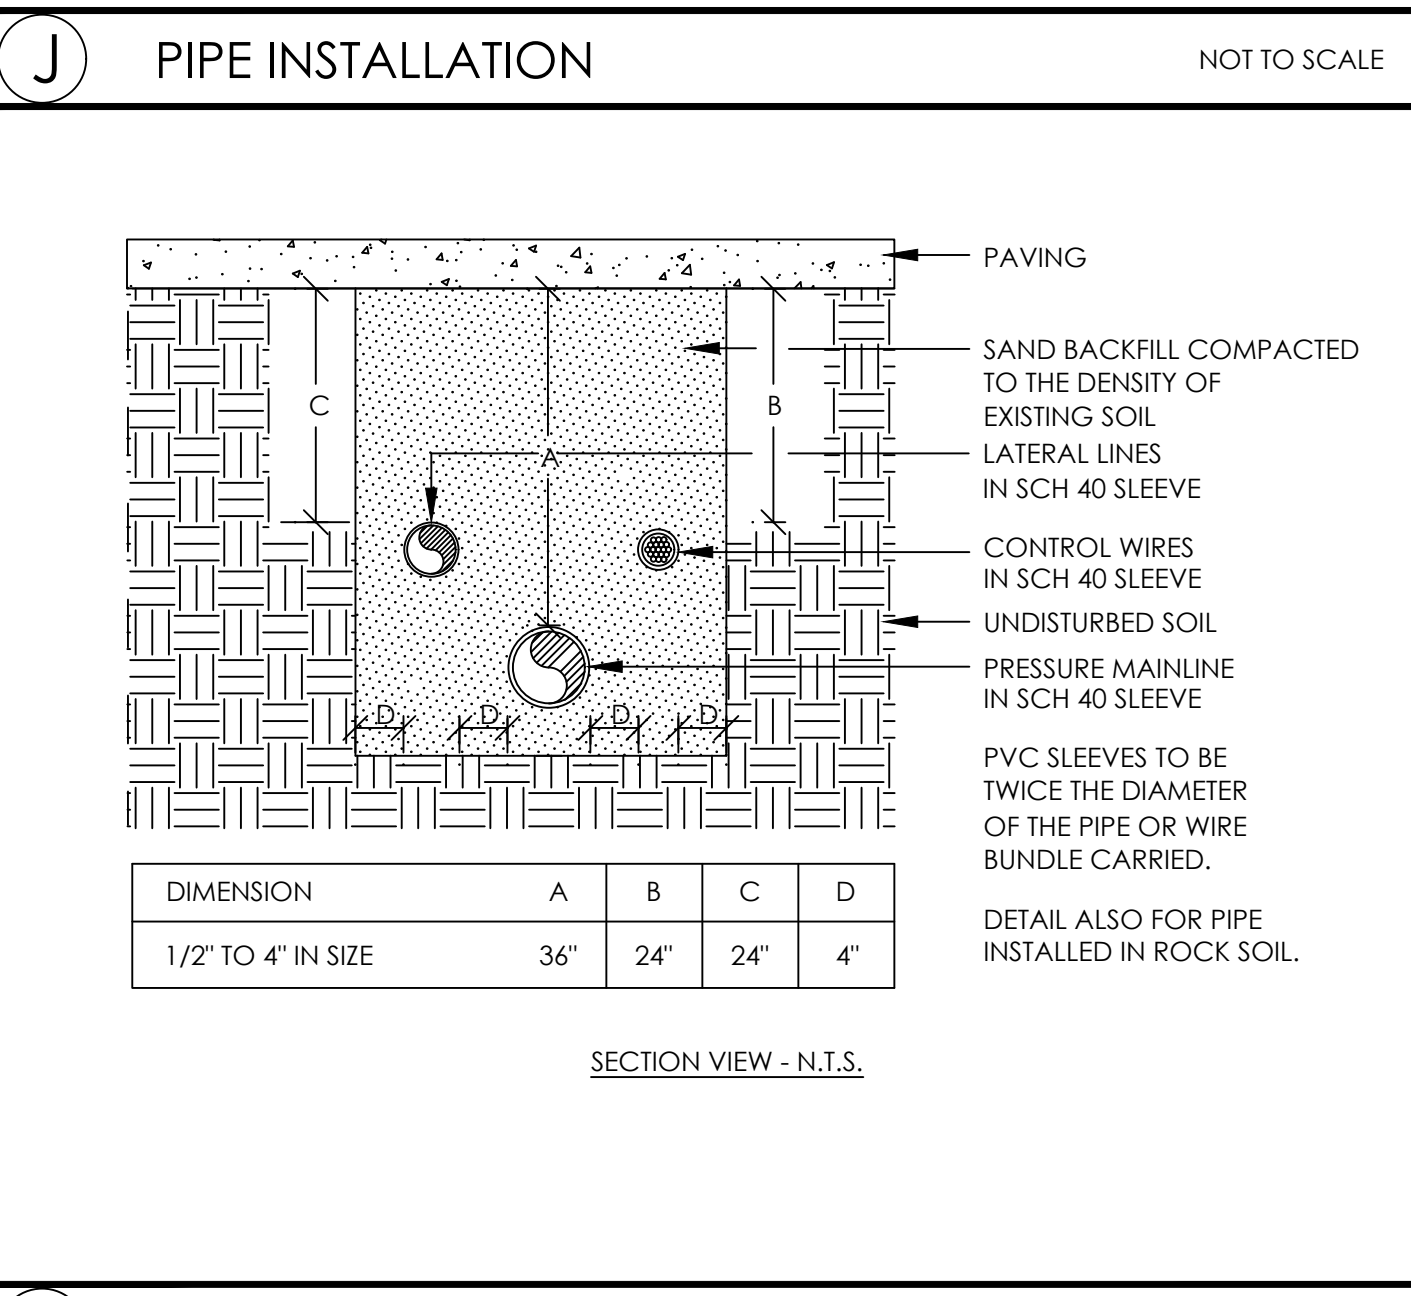 J
PIPE INSTALLATION
NOT TO SCALE
PAVING
SAND BACKFILL COMPACTED
TO THE DENSITY OF
EXISTING SOIL
LATERAL LINES
IN SCH 40 SLEEVE
CONTROL WIRES
IN SCH 40 SLEEVE
UNDISTURBED SOIL
PRESSURE MAINLINE
IN SCH 40 SLEEVE
PVC SLEEVES TO BE
TWICE THE DIAMETER
OF THE PIPE OR WIRE
BUNDLE CARRIED.
DETAIL ALSO FOR PIPE
INSTALLED IN ROCK SOIL.
C
B
A
D D D D
DIMENSION A B C D
1/2" TO 4" IN SIZE 36" 24" 24" 4"
SECTION VIEW - N.T.S.